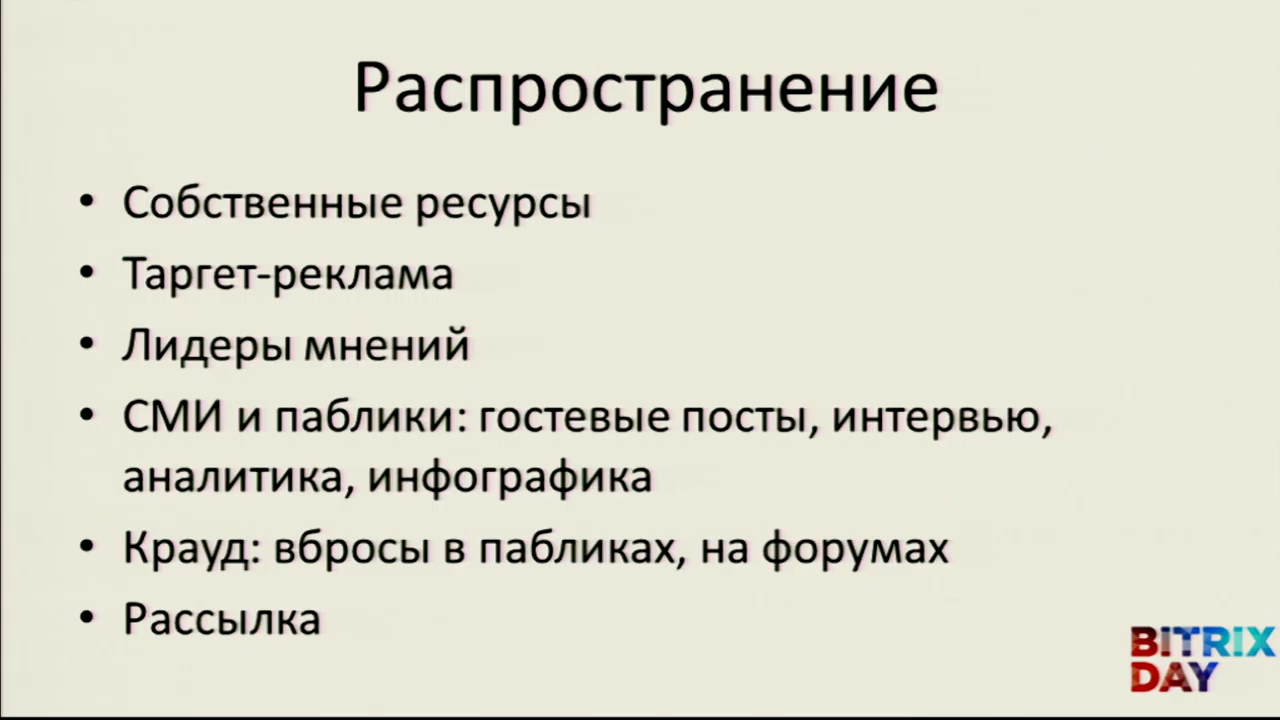 Распространение
• Собственные ресурсы
• Таргет-реклама
• Лидеры мнений
• СМИ и паблики: гостевые посты, интервью,
аналитика, инфографика
• Крауд: вбросы в пабликах, на форумах
• Рассылка
BITRIX
DAY